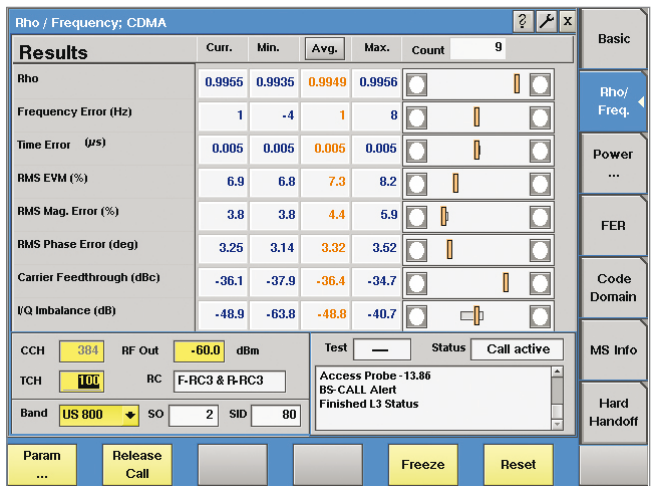 Rho / Frequency; CDMA ? x
Results Curr. Min. Avg. Max. Count 9
Rho 0.9955 0.9935 0.9949 0.9956
Frequency Error (Hz) 1 -4 1 8
Time Error (µs) 0.005 0.005 0.005 0.005
RMS EVM (%) 6.9 6.8 7.3 8.2
RMS Mag. Error (%) 3.8 3.8 4.4 5.9
RMS Phase Error (deg) 3.25 3.14 3.32 3.52
Carrier Feedthrough (dBc) -36.1 -37.9 -36.4 -34.7
I/Q Imbalance (dB) -48.9 -63.8 -48.8 -40.7
CCH 384 RF Out -60.0 dBm
TCH 100 RC F-RC3 & R-RC3
Band US 800 SO 2 SID 80
Test — Status Call active
Access Probe -13.86
BS-CALL Alert
Finished L3 Status
Basic
Rho/
Freq.
Power
...
FER
Code
Domain
MS Info
Hard
Handoff
Param
...
Release
Call
Freeze
Reset